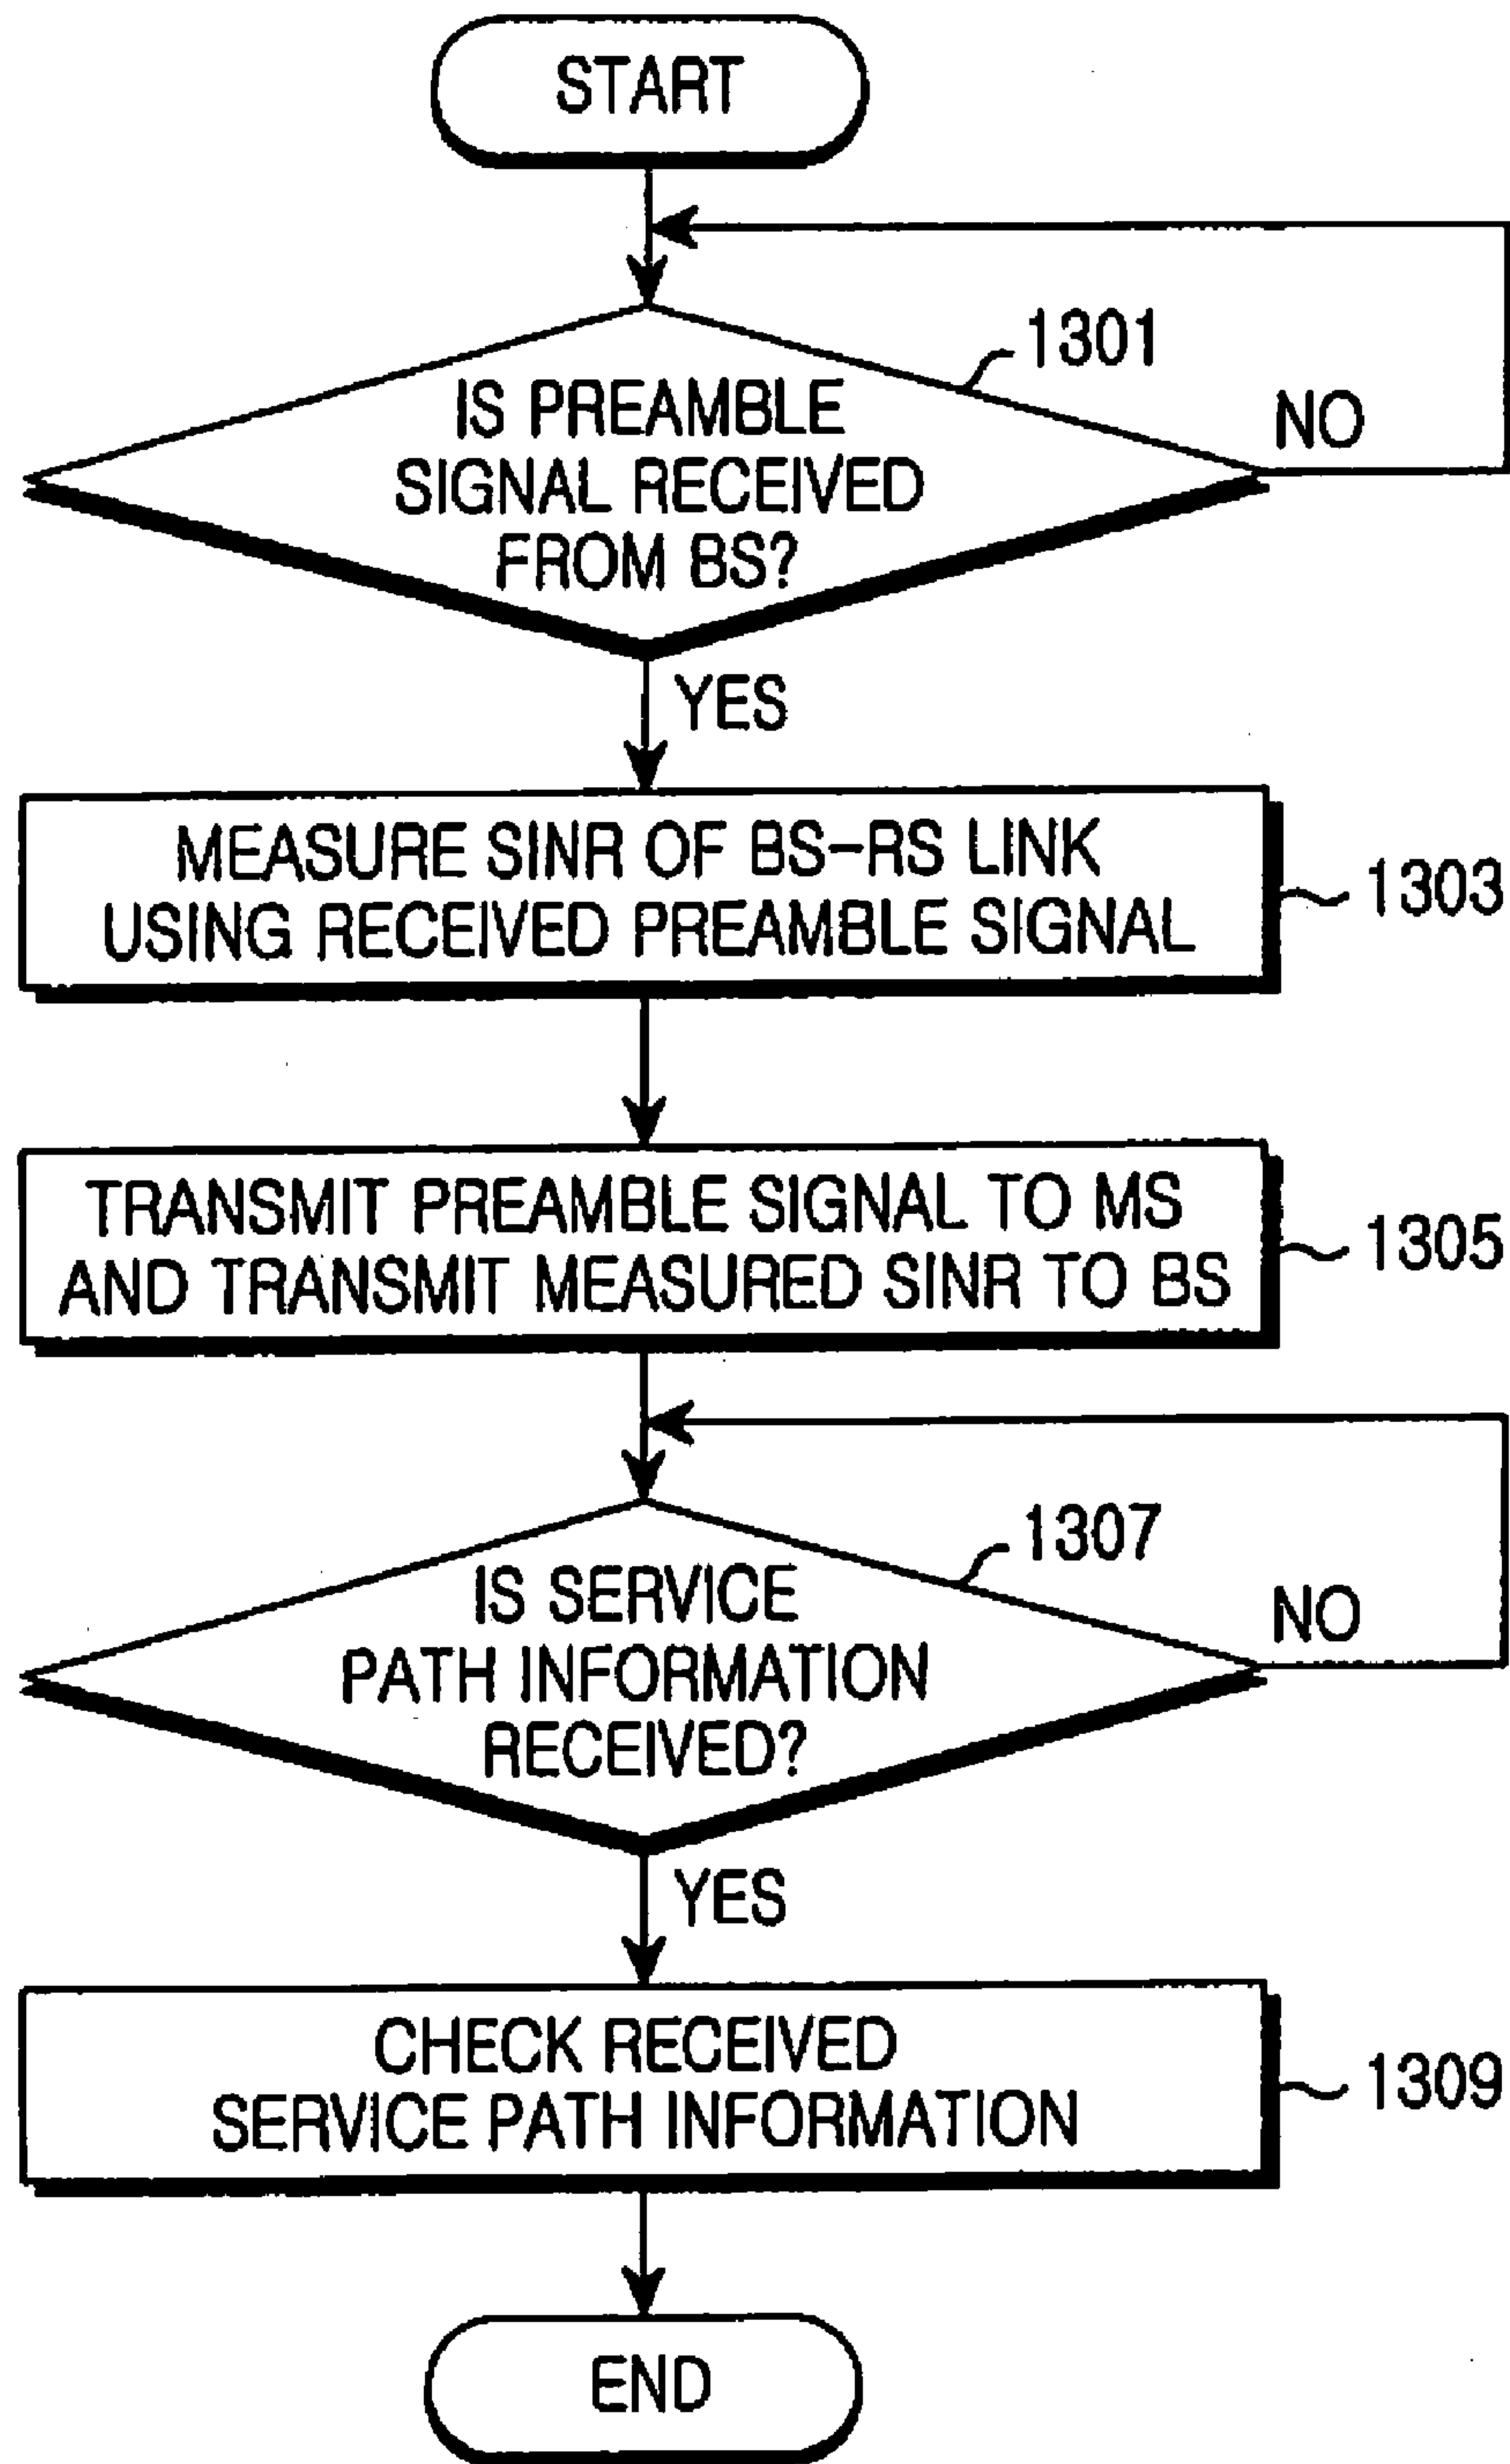 START
1301
IS PREAMBLE
SIGNAL RECEIVED
FROM BS?
NO
YES
MEASURE SINR OF BS-RS LINK
USING RECEIVED PREAMBLE SIGNAL
1303
TRANSMIT PREAMBLE SIGNAL TO MS
AND TRANSMIT MEASURED SINR TO BS
1305
1307
IS SERVICE
PATH INFORMATION
RECEIVED?
NO
YES
CHECK RECEIVED
SERVICE PATH INFORMATION
1309
END